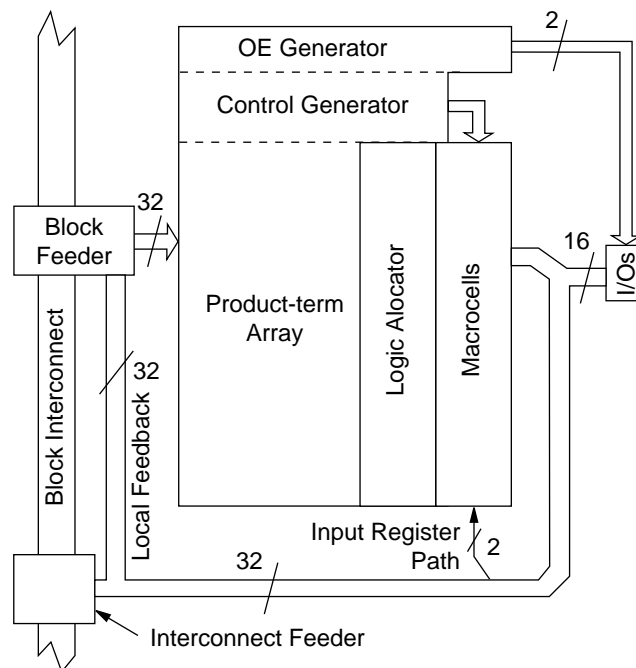 2
OE Generator
Control Generator
32
Block
Feeder
16
I/Os
Product-term
Array
Logic Alocator
Macrocells
32
Block Interconnect
Local Feedback
Input Register
Path
2
32
Interconnect Feeder